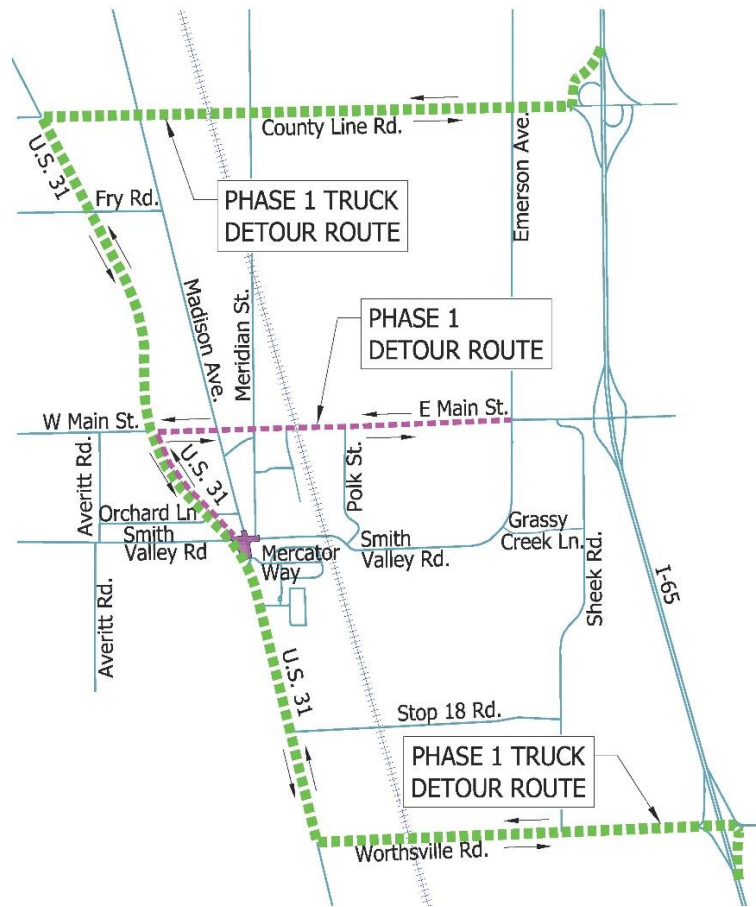 County Line Rd.
U.S. 31
Fry Rd.
PHASE 1 TRUCK
DETOUR ROUTE
Emerson Ave.
Madison Ave.
Meridian St.
PHASE 1
DETOUR ROUTE
W Main St.
E Main St.
Averitt Rd.
U.S. 31
Polk St.
Orchard Ln
Smith
Valley Rd
Mercator
Way
Smith
Valley Rd.
Grassy
Creek Ln.
Sheek Rd.
I-65
Averitt Rd.
U.S. 31
Stop 18 Rd.
PHASE 1 TRUCK
DETOUR ROUTE
Worthsville Rd.